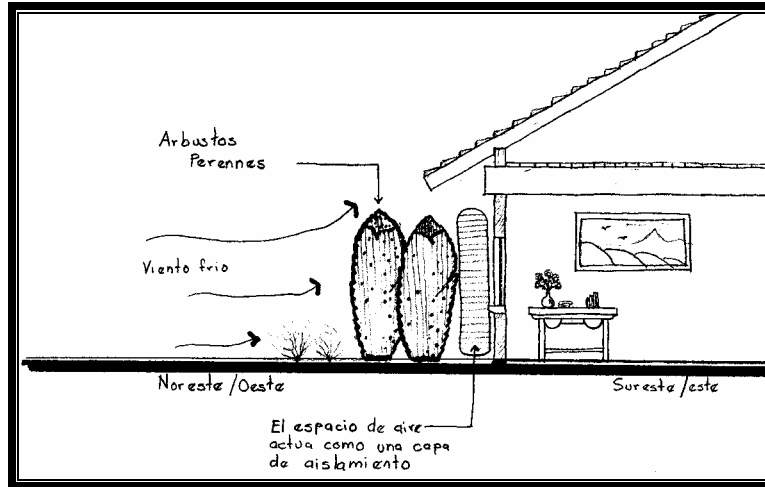 Arbustos
Perennes
Viento frio
Noreste/Oeste
Sureste/este
El espacio de aire
actua como una capa
de aislamiento